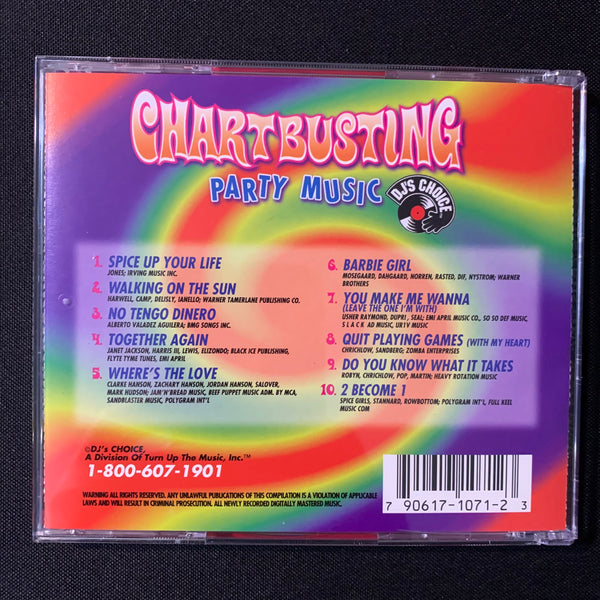 CHARTBUSTING
PARTY MUSIC
DJ'S CHOICE
1. SPICE UP YOUR LIFE
JONES; IRVING MUSIC INC.
2. WALKING ON THE SUN
HARWELL, CAMP, DELISLY, IANELLO; WARNER TAMERLANE PUBLISHING CO.
3. NO TENGO DINERO
ALBERTO VALADEZ AGUILERA; BMG SONGS INC.
4. TOGETHER AGAIN
JANET JACKSON, HARRIS III, LEWIS, ELIZONDO; BLACK ICE PUBLISHING,
FLYTE TYME TUNES, EMI APRIL
5. WHERE'S THE LOVE
CLARKE HANSON, ZACHARY HANSON, JORDAN HANSON, SALOVER,
MARK HUDSON; JAM'N'BREAD MUSIC, BEEF PUPPET MUSIC ADM. BY MCA,
SANDBLASTER MUSIC, POLYGRAM INT'L
6. BARBIE GIRL
MOSEGAARD, DAHGAARD, NORREN, RASTED, DIF, NYSTROM; WARNER
BROTHERS
7. YOU MAKE ME WANNA
(LEAVE THE ONE I'M WITH)
USHER RAYMOND, DUPRI, SEAL; EMI APRIL MUSIC CO., SO SO DEF MUSIC,
S L A C K AD MUSIC, UR1V MUSIC
8. QUIT PLAYING GAMES (WITH MY HEART)
CHRICHLOW, SANDBERG; ZOMBA ENTERPRISES
9. DO YOU KNOW WHAT IT TAKES
ROBYN, CHRICHLOW, POP, MARTIN; HEAVY ROTATION MUSIC
10. 2 BECOME 1
SPICE GIRLS, STANNARD, ROWBOTTOM; POLYGRAM INT'L, FULL KEEL
MUSIC COM
©DJ's CHOICE,
A Division Of Turn Up The Music, Inc.™
1-800-607-1901
WARNING ALL RIGHTS RESERVED. ANY UNLAWFUL PUBLICATIONS OF THIS COMPILATION IS A VIOLATION OF APPLICABLE
LAWS AND WILL RESULT IN CRIMINAL PROSECUTION. ALL NEWLY RECORDED DIGITALLY MASTERED MUSIC.
7 90617-1071-2 3